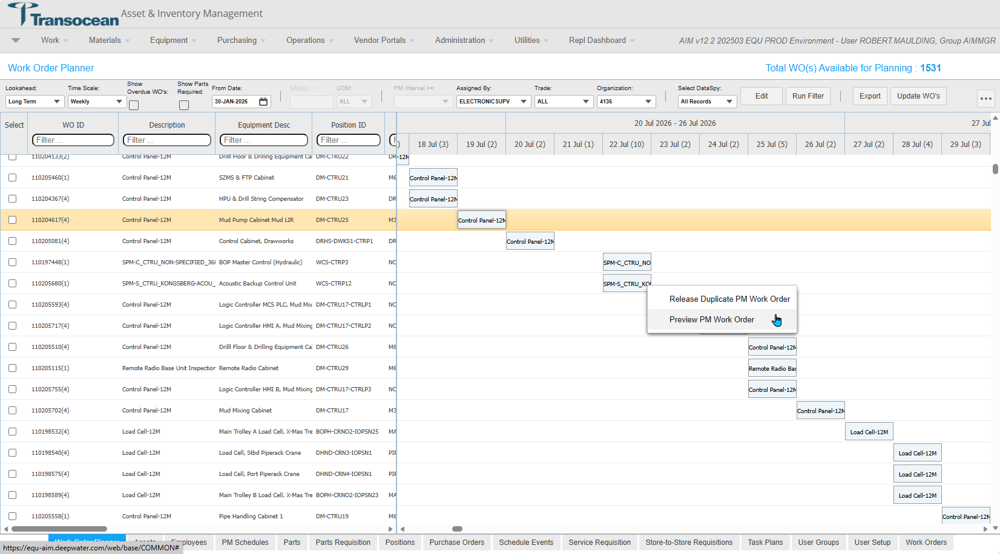 Transocean Asset & Inventory Management
Work Materials Equipment Purchasing Operations Vendor Portals Administration Utilities Repl Dashboard AIM v12.2 202503 EQU PROD Environment - User ROBERT.MAULDING, Group AIMMGR
Work Order Planner Total WO(s) Available for Planning : 1531
Lookahead: Time Scale: Show Overdue WO's: Show Parts Required: From Date: Meter > : UOM: PM Interval >=: Assigned By: Trade: Organization: Select DataSpy:
Long Term Weekly 30-JAN-2026 ALL ELECTRONICSUPV ALL 4136 All Records Edit Run Filter Export Update WO's
Select WO ID Description Equipment Desc Position ID 20 Jul 2026 - 26 Jul 2026 27 Jul
Filter ... Filter ... Filter ... Filter ... F ) 18 Jul (3) 19 Jul (2) 20 Jul (2) 21 Jul (1) 22 Jul (10) 23 Jul (2) 24 Jul (2) 25 Jul (5) 26 Jul (2) 27 Jul (2) 28 Jul (4) 29 Jul (3)
110204133(2) Control Panel-12M Drilll Floor & Drilling Equipment Ca DM-CTRU22 DR -12M
110205460(1) Control Panel-12M SZMS & FTP Cabinet DM-CTRU21 M6 Control Panel-12M
110204367(4) Control Panel-12M HPU & Drill String Compensator DM-CTRU23 DR Control Panel-12M
110204617(4) Control Panel-12M Mud Pump Cabinet Mud LIR DM-CTRU25 M3 Control Panel-12M
110205081(4) Control Panel-12M Control Cabinet, Drawworks DRHS-DWKS1-CTRP1 DR Control Panel-12M
110197448(1) SPM-C_CTRU_NON-SPECIFIED_36( BOP Master Control (Hydraulic) WCS-CTRP3 NC SPM-C_CTRU_NO
110205680(1) SPM-S_CTRU_KONGSBERG-ACOU_ Acoustic Backup Control Unit WCS-CTRP12 NC SPM-S_CTRU_KO
110205593(4) Control Panel-12M Logic Controller MCS PLC, Mud Mix DM-CTRU17-CTRLP1 NC
Release Duplicate PM Work Order
Preview PM Work Order
110205717(4) Control Panel-12M Logic Controller HMI A, Mud Mixing DM-CTRU17-CTRLP2 NC
110205510(4) Control Panel-12M Drilll Floor & Drilling Equipment Ca DM-CTRU26 M6 Control Panel-12M
110205115(1) Remote Radio Base Unit Inspection Remote Radio Cabinet DM-CTRU29 M6 Remote Radio Bas
110205755(4) Control Panel-12M Logic Controller HMI B, Mud Mixing DM-CTRU17-CTRLP3 NC Control Panel-12M
110205702(4) Control Panel-12M Mud Mixing Cabinet DM-CTRU17 M3 Control Panel-12M
110198532(4) Load Cell-12M Main Trolley A Load Cell, X-Mas Tre BOPH-CRNO2-IOPSN25 MA Load Cell-12M
110198540(4) Load Cell-12M Load Cell, Stbd Piperack Crane DHND-CRN3-IOPSN1 PIP Load Cell-12M
110198575(4) Load Cell-12M Load Cell, Port Piperack Crane DHND-CRN4-IOPSN1 PIP Load Cell-12M
110198589(4) Load Cell-12M Main Trolley B Load Cell, X-Mas Tre BOPH-CRNO2-IOPSN23 MA Load Cell-12M
110205558(1) Control Panel-12M Pipe Handling Cabinet 1 DM-CTRU19 M6 Control Panel-12M
Work Order Planner Assets Employees PM Schedules Parts Parts Requisition Positions Purchase Orders Schedule Events Service Requisition Store-to-Store Requisitions Task Plans User Groups User Setup Work Orders
https://equ-aim.deepwater.com/web/base/COMMON#